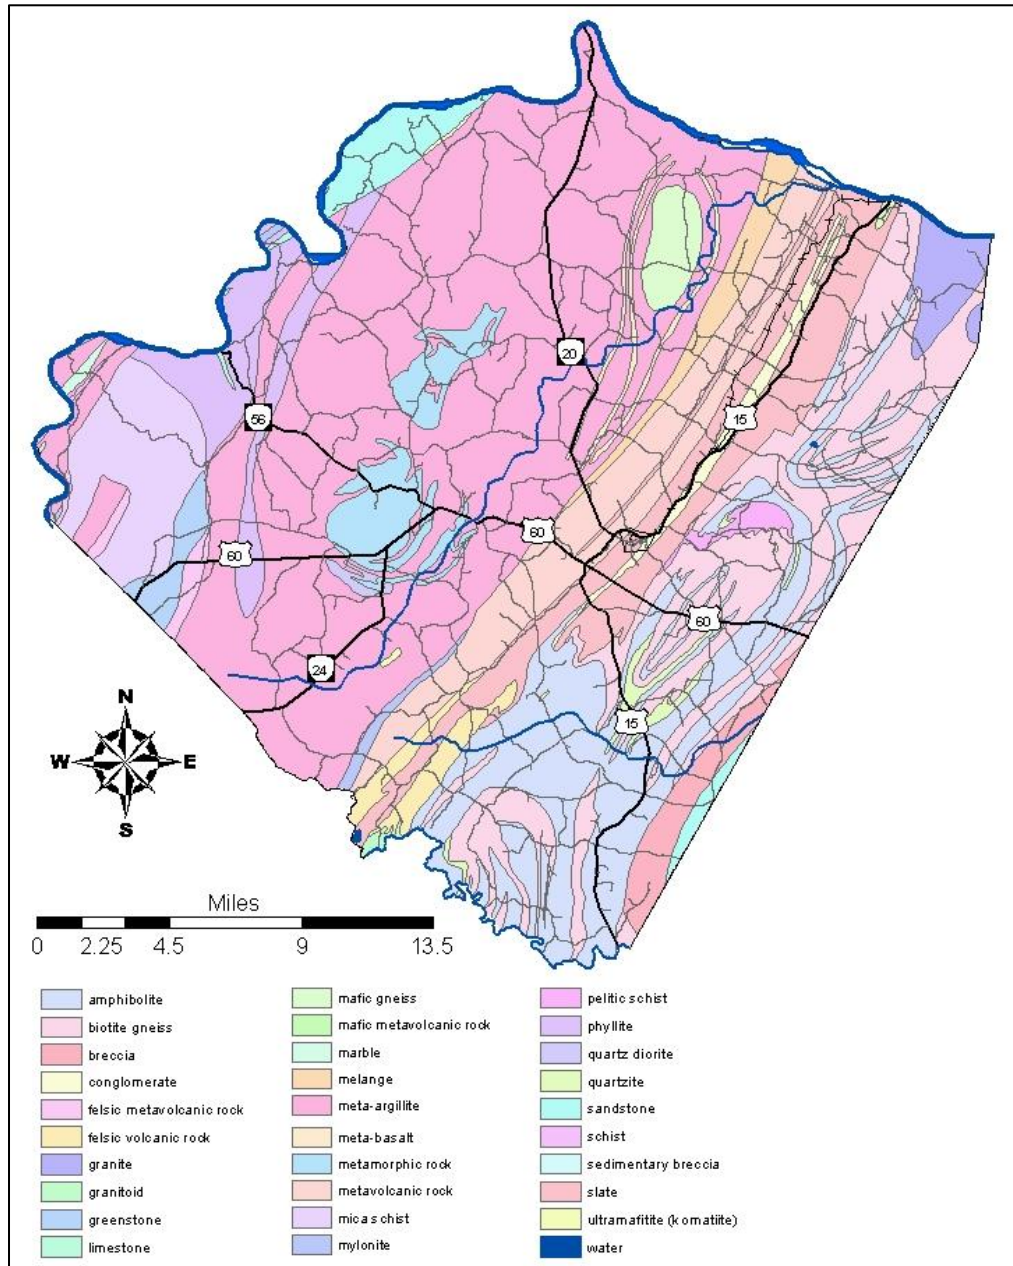 20
15
56
60
60
60
24
15
N
W E
S
Miles
0 2.25 4.5 9 13.5
amphibolite
biotite gneiss
breccia
conglomerate
felsic metavolcanic rock
felsic volcanic rock
granite
granitoid
greenstone
limestone
mafic gneiss
mafic metavolcanic rock
marble
melange
meta-argillite
meta-basalt
metamorphic rock
metavolcanic rock
mica schist
mylonite
pelitic schist
phyllite
quartz diorite
quartzite
sandstone
schist
sedimentary breccia
slate
ultramafitite (komatiite)
water